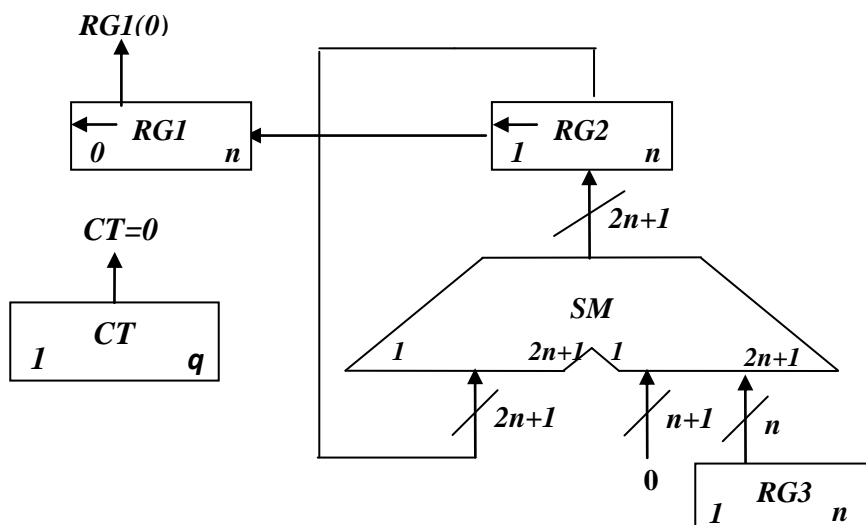 RG1(0)
RG1
0 n
RG2
1 n
2n+1
CT=0
CT
1 q
SM
1 2n+1 1 2n+1
2n+1
n+1
n
0
RG3
1 n